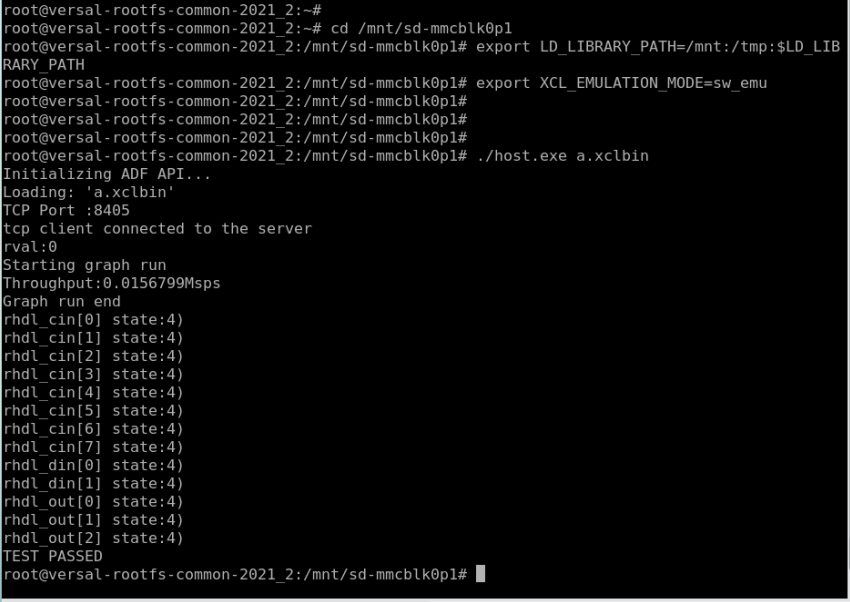 root@versal-rootfs-common-2021_2:~#
root@versal-rootfs-common-2021_2:~# cd /mnt/sd-mmcblk0p1
root@versal-rootfs-common-2021_2:/mnt/sd-mmcblk0p1# export LD_LIBRARY_PATH=/mnt:/tmp:$LD_LIB
RARY_PATH
root@versal-rootfs-common-2021_2:/mnt/sd-mmcblk0p1# export XCL_EMULATION_MODE=sw_emu
root@versal-rootfs-common-2021_2:/mnt/sd-mmcblk0p1#
root@versal-rootfs-common-2021_2:/mnt/sd-mmcblk0p1#
root@versal-rootfs-common-2021_2:/mnt/sd-mmcblk0p1#
root@versal-rootfs-common-2021_2:/mnt/sd-mmcblk0p1# ./host.exe a.xclbin
Initializing ADF API...
Loading: 'a.xclbin'
TCP Port :8405
tcp client connected to the server
rval:0
Starting graph run
Throughput:0.0156799Msps
Graph run end
rhdl_cin[0] state:4)
rhdl_cin[1] state:4)
rhdl_cin[2] state:4)
rhdl_cin[3] state:4)
rhdl_cin[4] state:4)
rhdl_cin[5] state:4)
rhdl_cin[6] state:4)
rhdl_cin[7] state:4)
rhdl_din[0] state:4)
rhdl_din[1] state:4)
rhdl_out[0] state:4)
rhdl_out[1] state:4)
rhdl_out[2] state:4)
TEST PASSED
root@versal-rootfs-common-2021_2:/mnt/sd-mmcblk0p1#